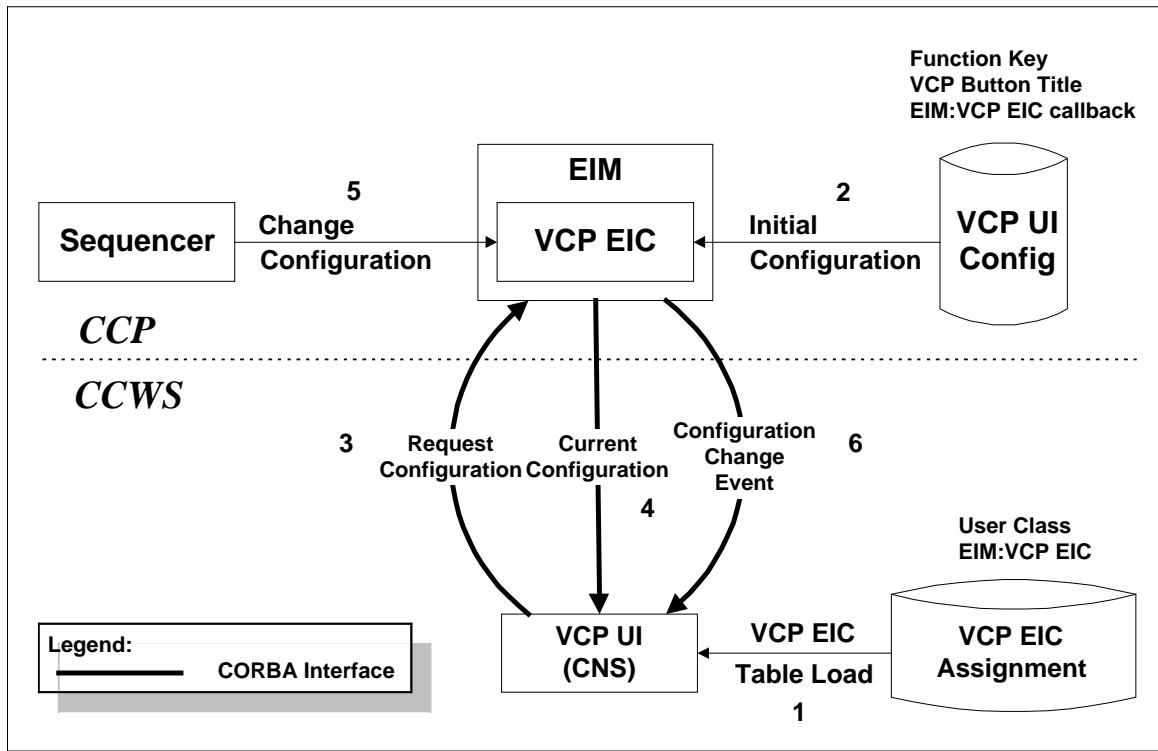 Function Key
VCP Button Title
EIM:VCP EIC callback
EIM
5
2
Sequencer
Change
Configuration
VCP EIC
Initial
Configuration
VCP UI
Config
CCP
CCWS
3
Request
Configuration
Current
Configuration
4
Configuration
Change
Event
6
User Class
EIM:VCP EIC
Legend:
CORBA Interface
VCP UI
(CNS)
VCP EIC
Table Load
1
VCP EIC
Assignment